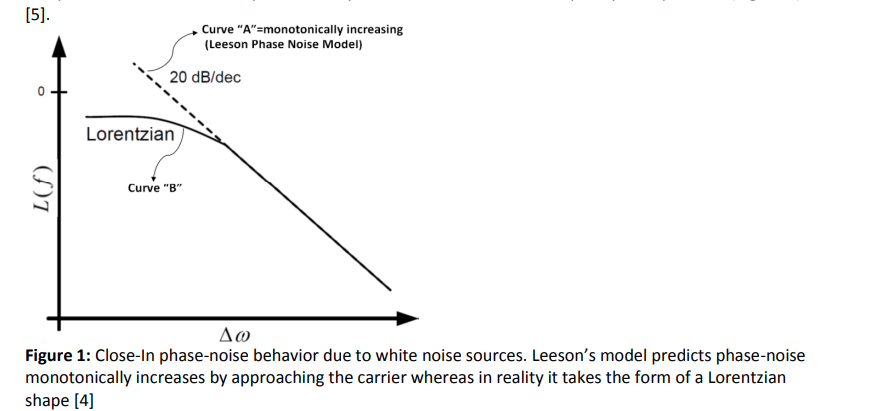 [5].
Curve “A”=monotonically increasing
(Leeson Phase Noise Model)
20 dB/dec
0
Lorentzian
Curve “B”
L(f)
Δω
Figure 1: Close-In phase-noise behavior due to white noise sources. Leeson’s model predicts phase-noise
monotonically increases by approaching the carrier whereas in reality it takes the form of a Lorentzian
shape [4]